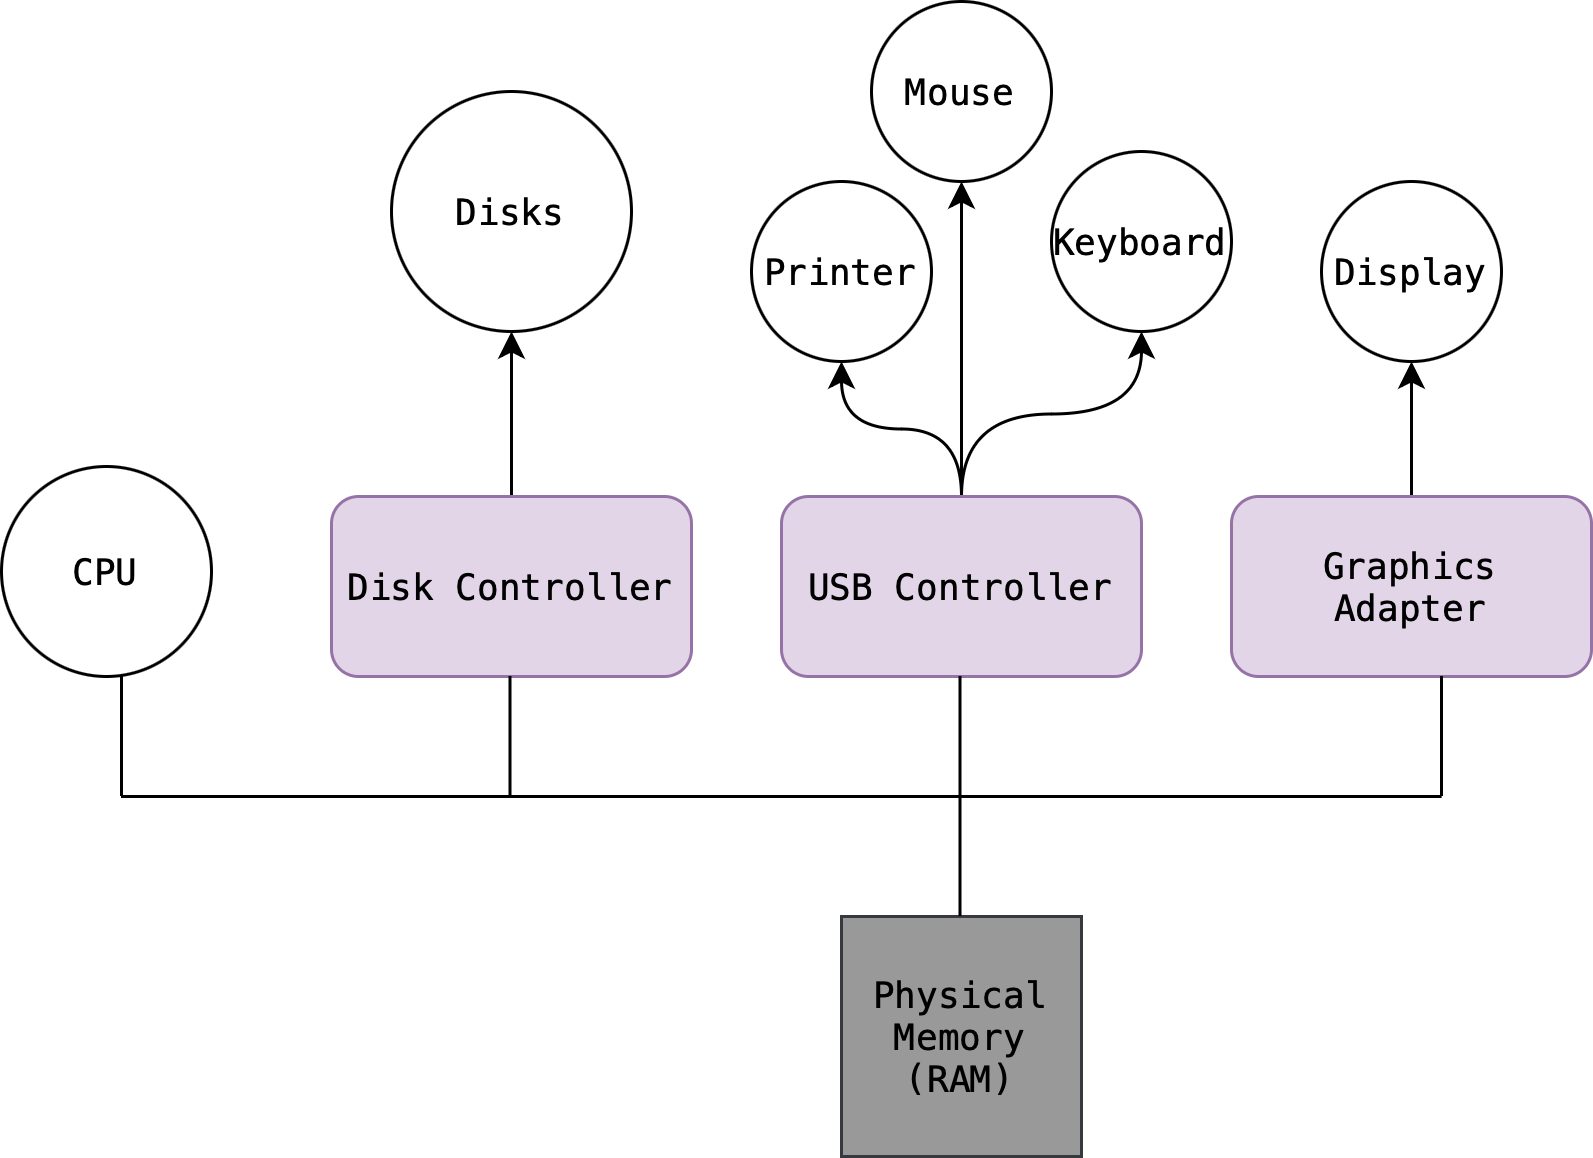 Mouse
Disks
Printer
Keyboard
Display
CPU
Disk Controller
USB Controller
Graphics
Adapter
Physical
Memory
(RAM)